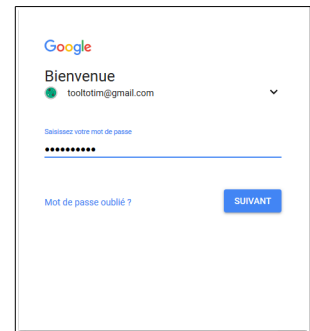 Google
Bienvenue
tooltotim@gmail.com
Saisissez votre mot de passe
••••••••••
Mot de passe oublié ?
SUIVANT